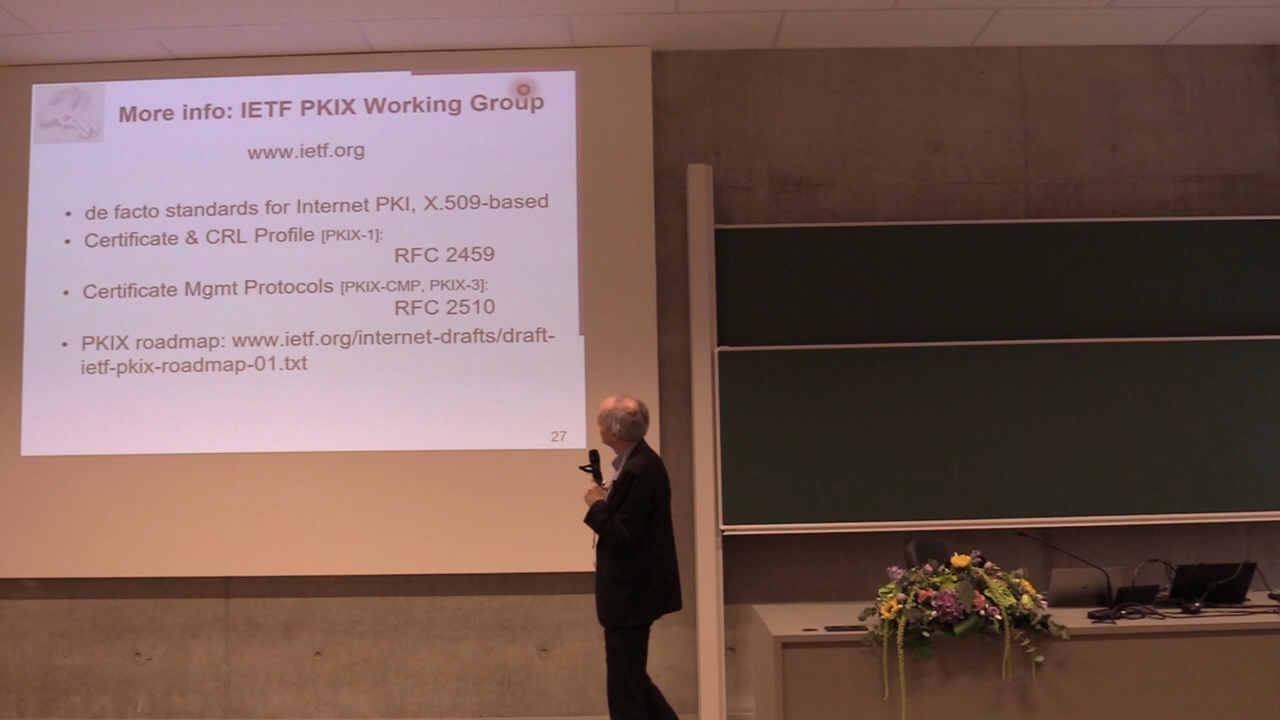 More info: IETF PKIX Working Group
www.ietf.org
• de facto standards for Internet PKI, X.509-based
• Certificate & CRL Profile [PKIX-1]:
RFC 2459
• Certificate Mgmt Protocols [PKIX-CMP, PKIX-3]:
RFC 2510
• PKIX roadmap: www.ietf.org/internet-drafts/draft-
ietf-pkix-roadmap-01.txt
27